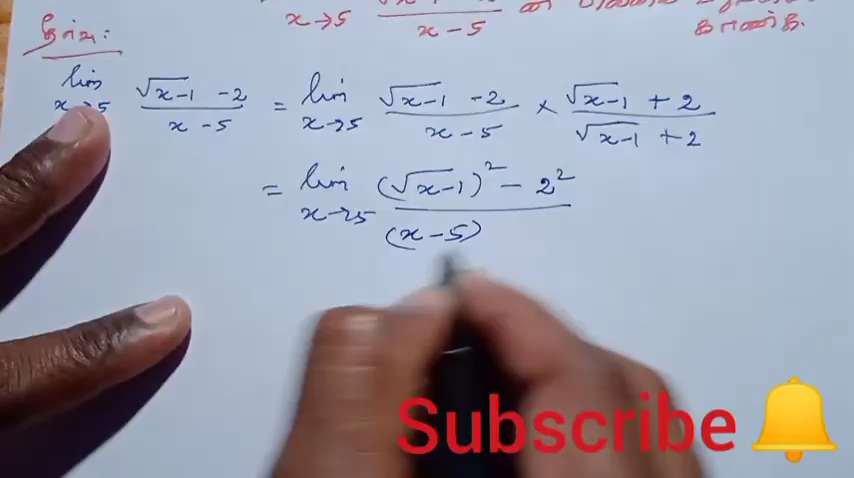 x→5 x-5 ன்
காண்க.
தீர்வு:
lim x→5 √x-1 -2 / x-5 = lim x→5 √x-1 -2 / x-5 × √x-1 +2 / √x-1 +2
= lim x→5 (√x-1)² - 2² / (x-5)
Subscribe